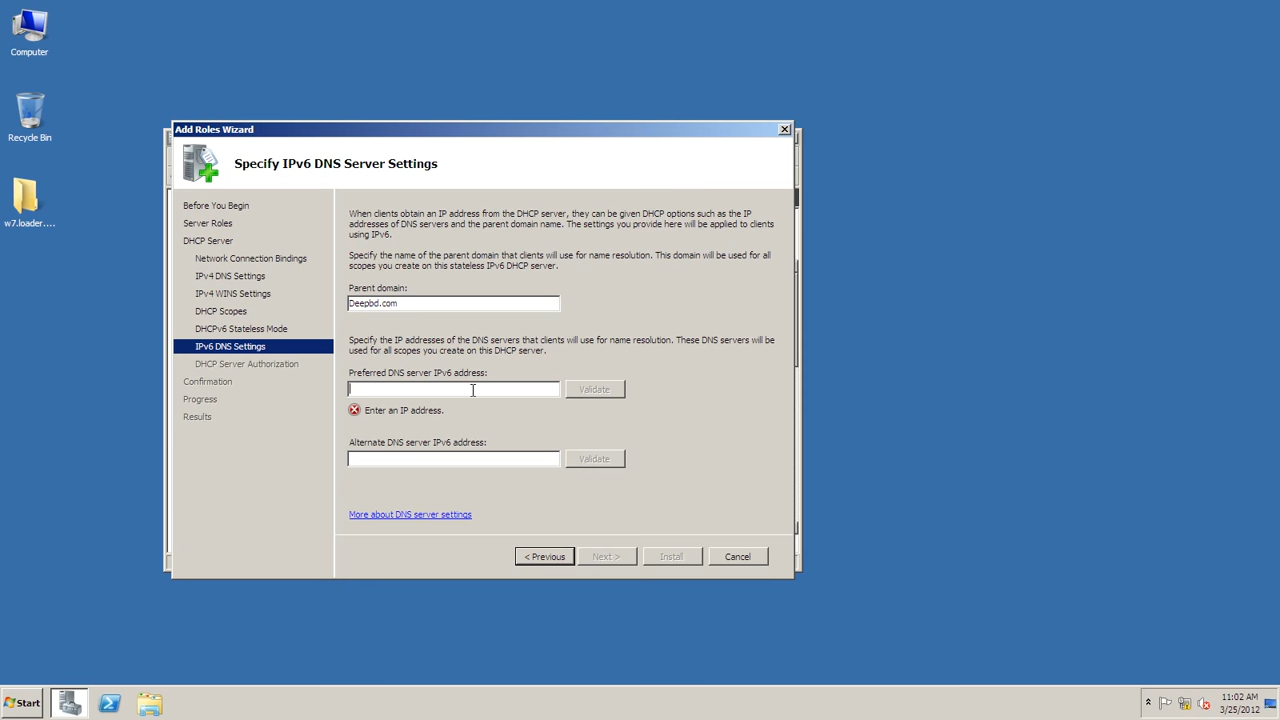 Computer
Recycle Bin
w7.loader....
Add Roles Wizard
Specify IPv6 DNS Server Settings
Before You Begin
Server Roles
DHCP Server
Network Connection Bindings
IPv4 DNS Settings
IPv4 WINS Settings
DHCP Scopes
DHCPv6 Stateless Mode
IPv6 DNS Settings
DHCP Server Authorization
Confirmation
Progress
Results
When clients obtain an IP address from the DHCP server, they can be given DHCP options such as the IP
addresses of DNS servers and the parent domain name. The settings you provide here will be applied to clients
using IPv6.
Specify the name of the parent domain that clients will use for name resolution. This domain will be used for all
scopes you create on this stateless IPv6 DHCP server.
Parent domain:
Deepbd.com
Specify the IP addresses of the DNS servers that clients will use for name resolution. These DNS servers will be
used for all scopes you create on this DHCP server.
Preferred DNS server IPv6 address:
Validate
Enter an IP address.
Alternate DNS server IPv6 address:
Validate
More about DNS server settings
< Previous
Next >
Install
Cancel
Start
11:02 AM
3/25/2012